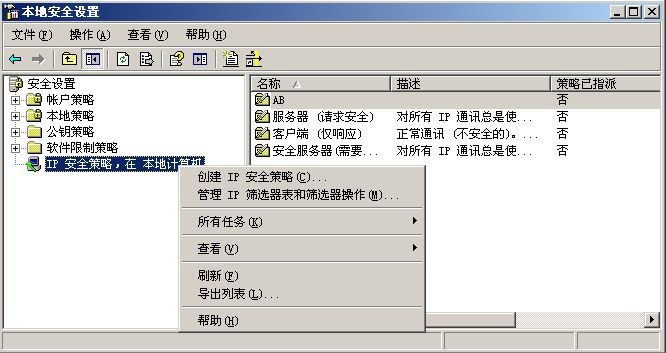 本地安全设置
文件(F) 操作(A) 查看(V) 帮助(H)
安全设置
帐户策略
本地策略
公钥策略
软件限制策略
IP 安全策略，在 本地计算机
名称 描述 策略已指派
AB 否
服务器 (请求安全) 对所有 IP 通讯总是使... 否
客户端 (仅响应) 正常通讯 (不安全的)。... 否
安全服务器(需要... 对所有 IP 通讯总是使... 否
创建 IP 安全策略(C)...
管理 IP 筛选器表和筛选器操作(M)...
所有任务(K)
查看(V)
刷新(F)
导出列表(L)...
帮助(H)